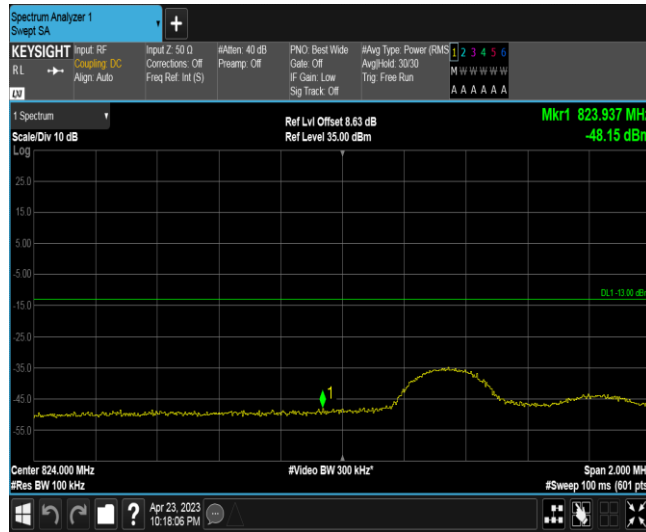 Spectrum Analyzer 1
Swept SA
+
KEYSIGHT
RL
LXI
Input: RF
Coupling: DC
Align: Auto
Input Z: 50 Ω
Corrections: Off
Freq Ref: Int (S)
#Atten: 40 dB
Preamp: Off
PNO: Best Wide
Gate: Off
IF Gain: Low
Sig Track: Off
#Avg Type: Power (RMS
Avg|Hold: 30/30
Trig: Free Run
1 2 3 4 5 6
M W W W W W
A A A A A A
1 Spectrum
Scale/Div 10 dB
Log
Ref Lvl Offset 8.63 dB
Ref Level 35.00 dBm
Mkr1 823.937 MHz
-48.15 dBm
25.0
15.0
5.00
-5.00
DL1 -13.00 dBm
-15.0
-25.0
-35.0
-45.0
1
-55.0
Center 824.000 MHz
#Res BW 100 kHz
#Video BW 300 kHz*
Span 2.000 MH
#Sweep 100 ms (601 pts
?
Apr 23, 2023
10:18:06 PM